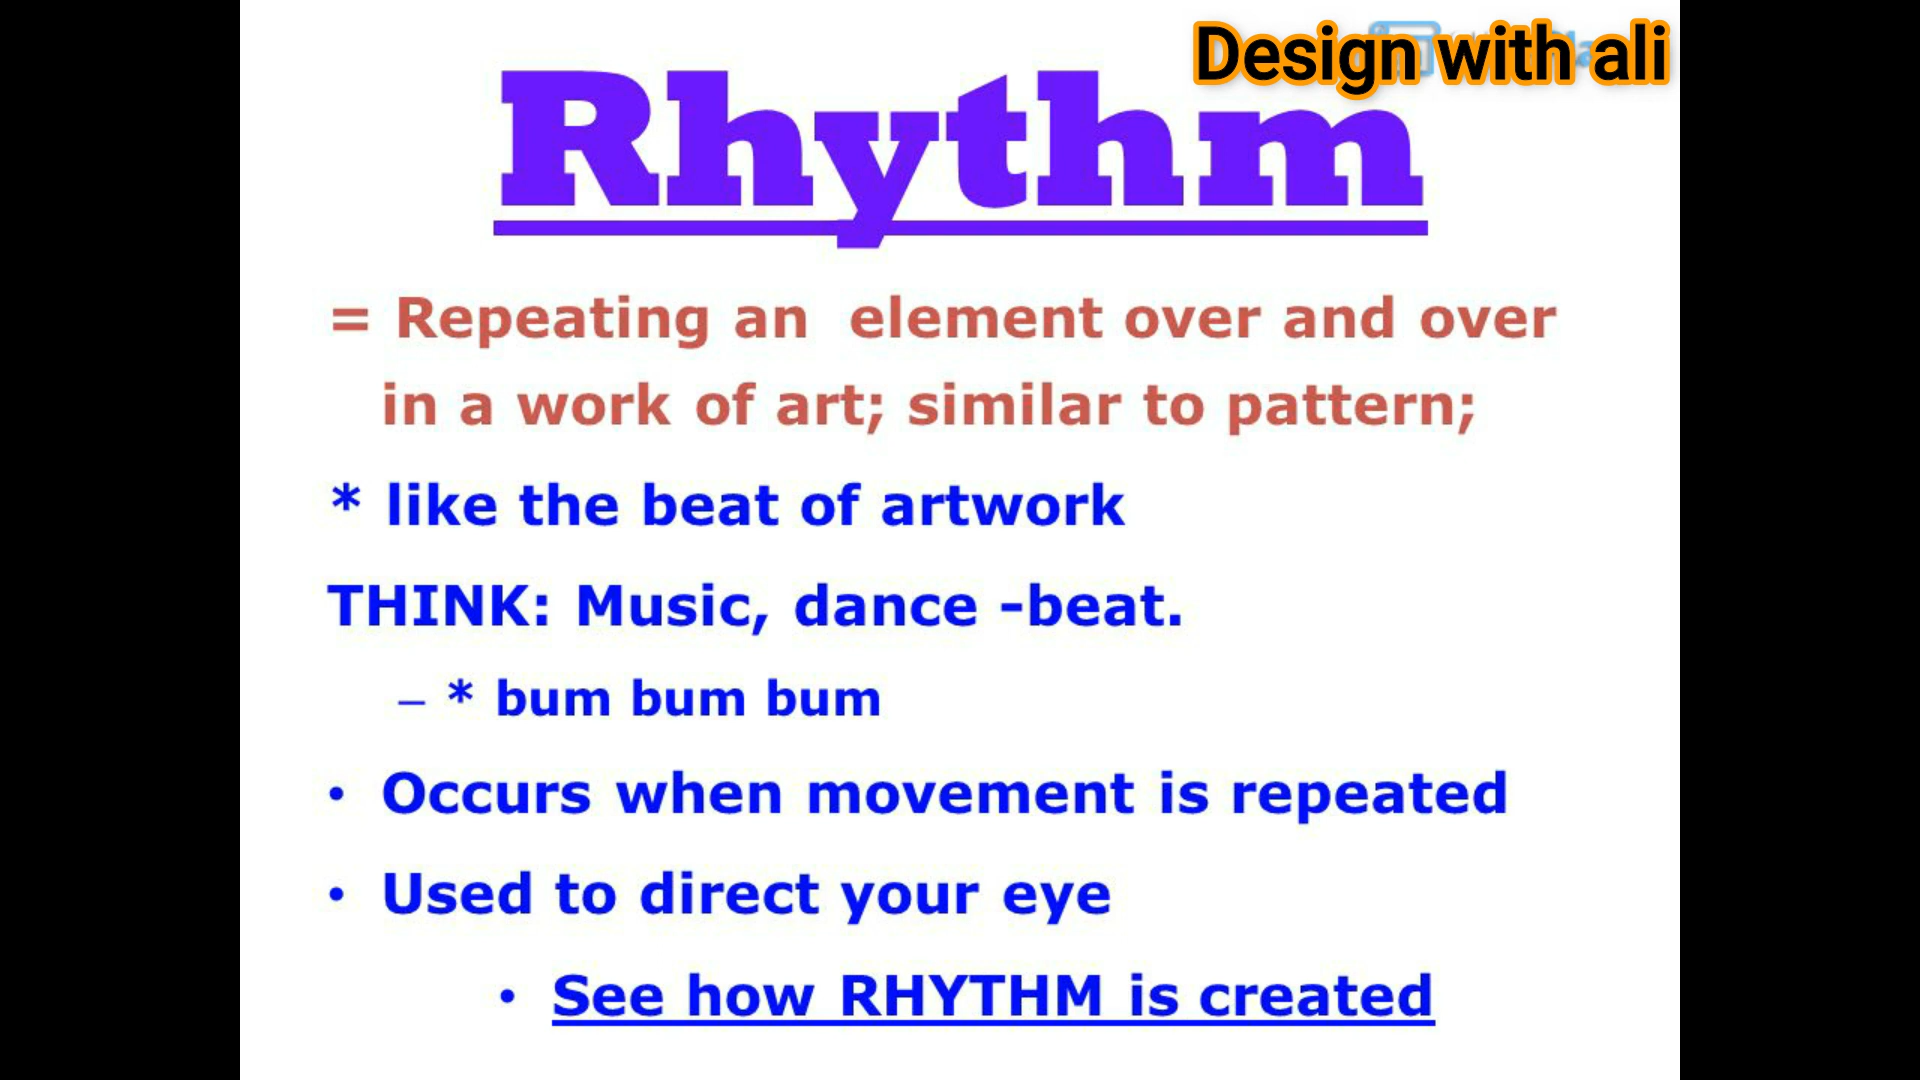 Design with ali
Rhythm
= Repeating an element over and over
in a work of art; similar to pattern;
* like the beat of artwork
THINK: Music, dance -beat.
– * bum bum bum
• Occurs when movement is repeated
• Used to direct your eye
• See how RHYTHM is created